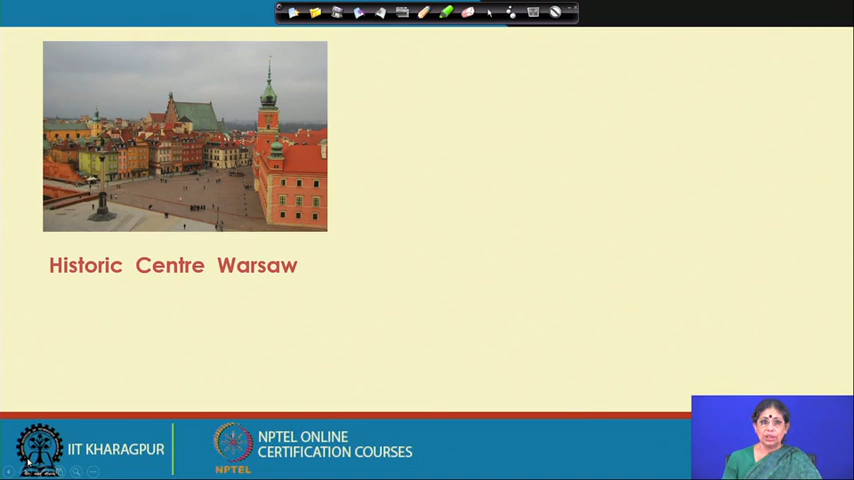 Historic Centre Warsaw
IIT KHARAGPUR
NPTEL
NPTEL ONLINE
CERTIFICATION COURSES